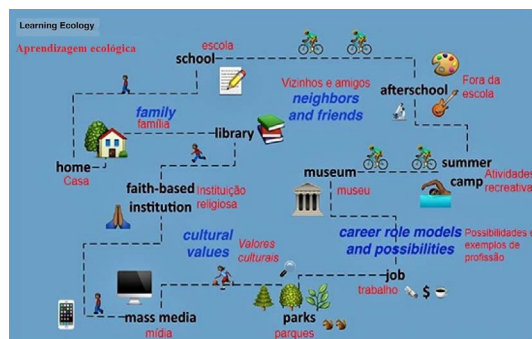 Learning Ecology
Aprendizagem ecológica
escola
school
Vizinhos e amigos
neighbors
and friends
afterschool
Fora da
escola
family
família
library
home
Casa
faith-based
institution
Instituição
religiosa
museum
museu
summer
camp
Atividades
recreativa
cultural
values
Valores
culturais
career role models
and possibilities
Possibilidades e
exemplos de
profissão
job
trabalho
$
mass media
mídia
parks
parques